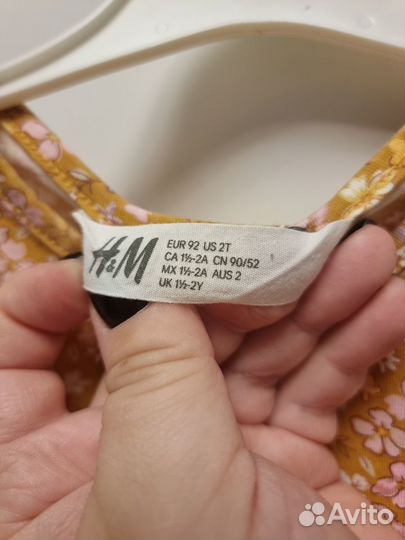 H&M
EUR 92 US 2T
CA 1½-2A CN 90/52
MX 1½-2A AUS 2
UK 1½-2Y
Avito